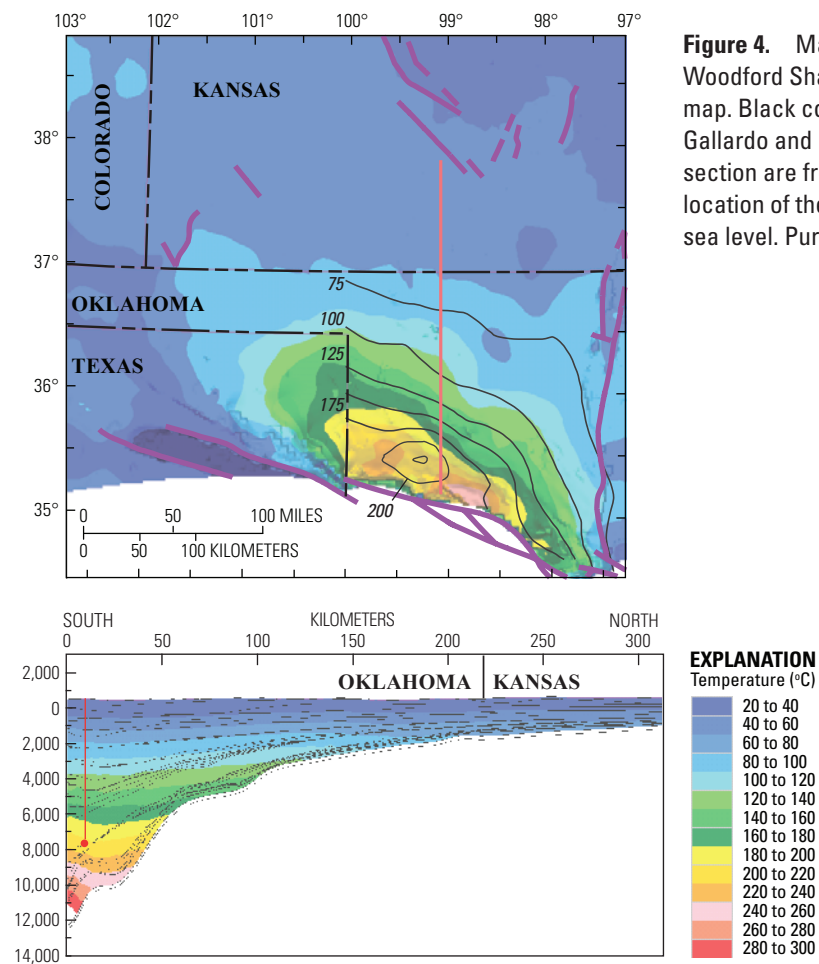 103° 102° 101° 100° 99° 98° 97°
38°
37°
36°
35°
COLORADO
KANSAS
OKLAHOMA
TEXAS
75
100
125
175
200
0 50 100 MILES
0 50 100 KILOMETERS
Figure 4. Ma
Woodford Sha
map. Black co
Gallardo and
section are fr
location of the
sea level. Pur
SOUTH KILOMETERS NORTH
0 50 100 150 200 250 300
OKLAHOMA KANSAS
2,000
0
2,000
4,000
6,000
8,000
10,000
12,000
14,000
EXPLANATION
Temperature (°C)
20 to 40
40 to 60
60 to 80
80 to 100
100 to 120
120 to 140
140 to 160
160 to 180
180 to 200
200 to 220
220 to 240
240 to 260
260 to 280
280 to 300